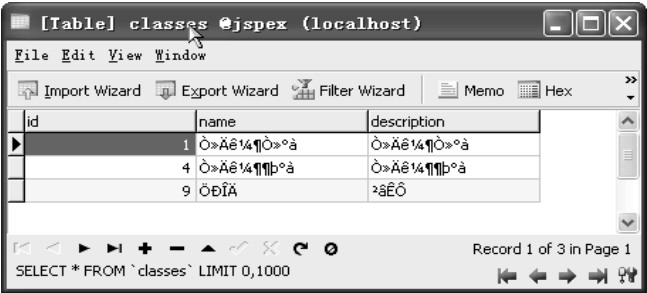 [Table] classes @jspex (localhost)
File Edit View Window
Import Wizard Export Wizard Filter Wizard Memo Hex
id name description
1 Ò»Äê¼¶Ò»°à Ò»Äê¼¶Ò»°à
4 Ò»Äê¼¶¶þ°à Ò»Äê¼¶¶þ°à
9 ÖÐÎÄ ²âÊÔ
Record 1 of 3 in Page 1
SELECT * FROM `classes` LIMIT 0,1000